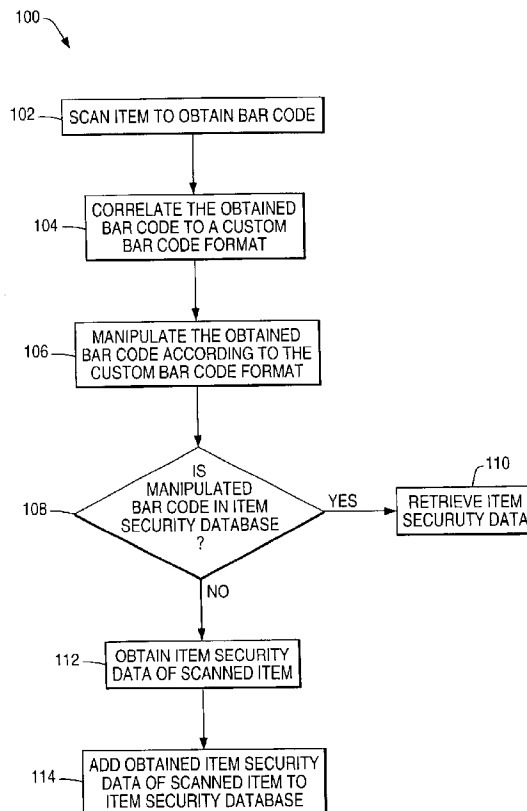 100
102
SCAN ITEM TO OBTAIN BAR CODE
104
CORRELATE THE OBTAINED
BAR CODE TO A CUSTOM
BAR CODE FORMAT
106
MANIPULATE THE OBTAINED
BAR CODE ACCORDING TO THE
CUSTOM BAR CODE FORMAT
108
IS
MANIPULATED
BAR CODE IN ITEM
SECURITY DATABASE
?
YES
110
RETRIEVE ITEM
SECURUTY DATA
NO
112
OBTAIN ITEM SECURITY
DATA OF SCANNED ITEM
114
ADD OBTAINED ITEM SECURITY
DATA OF SCANNED ITEM TO
ITEM SECURITY DATABASE